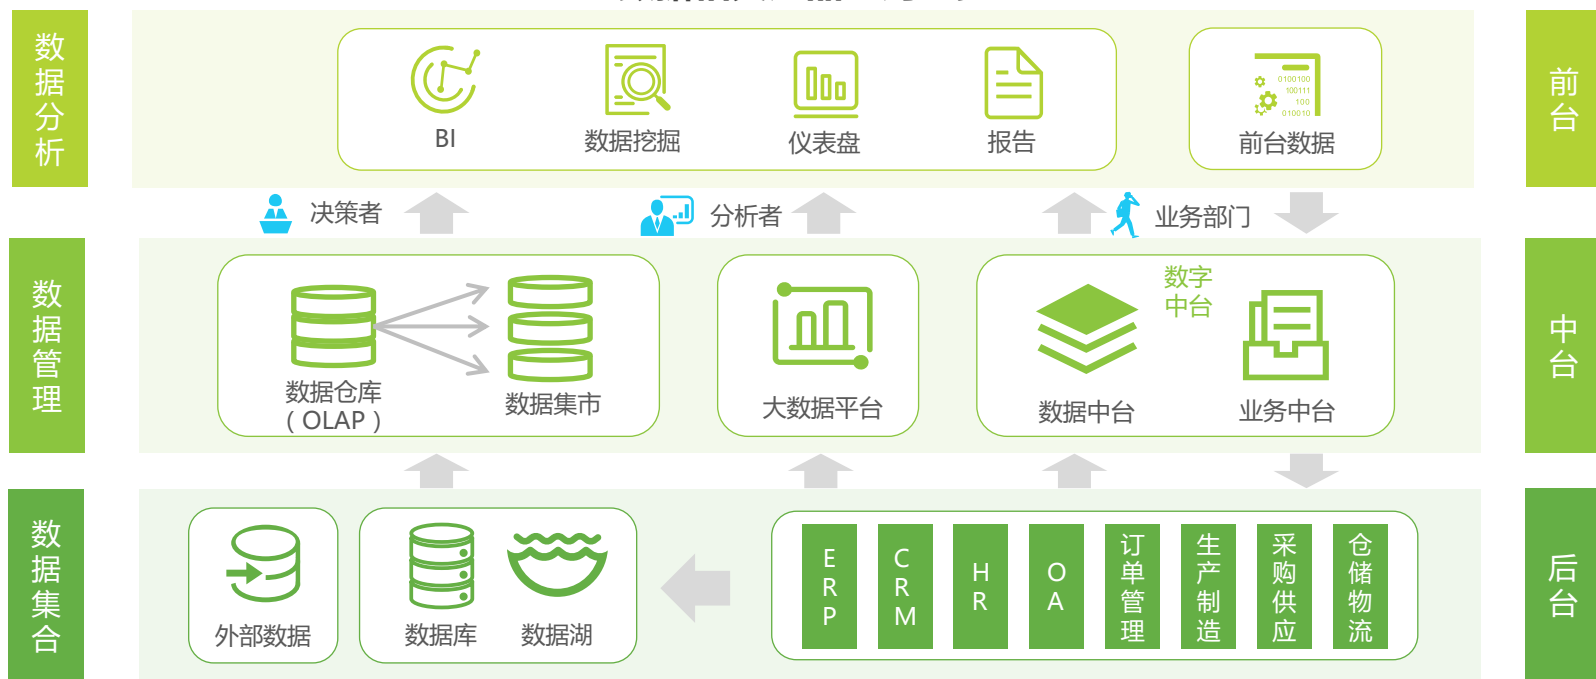 数据分析
BI
数据挖掘
仪表盘
报告
0100100
100111
100
010010
前台数据
前台
决策者
分析者
业务部门
数据管理
数据仓库
（OLAP）
数据集市
大数据平台
数字
中台
数据中台
业务中台
中台
数据集合
外部数据
数据库
数据湖
ERP
CRM
HR
OA
订单管理
生产制造
采购供应
仓储物流
后台